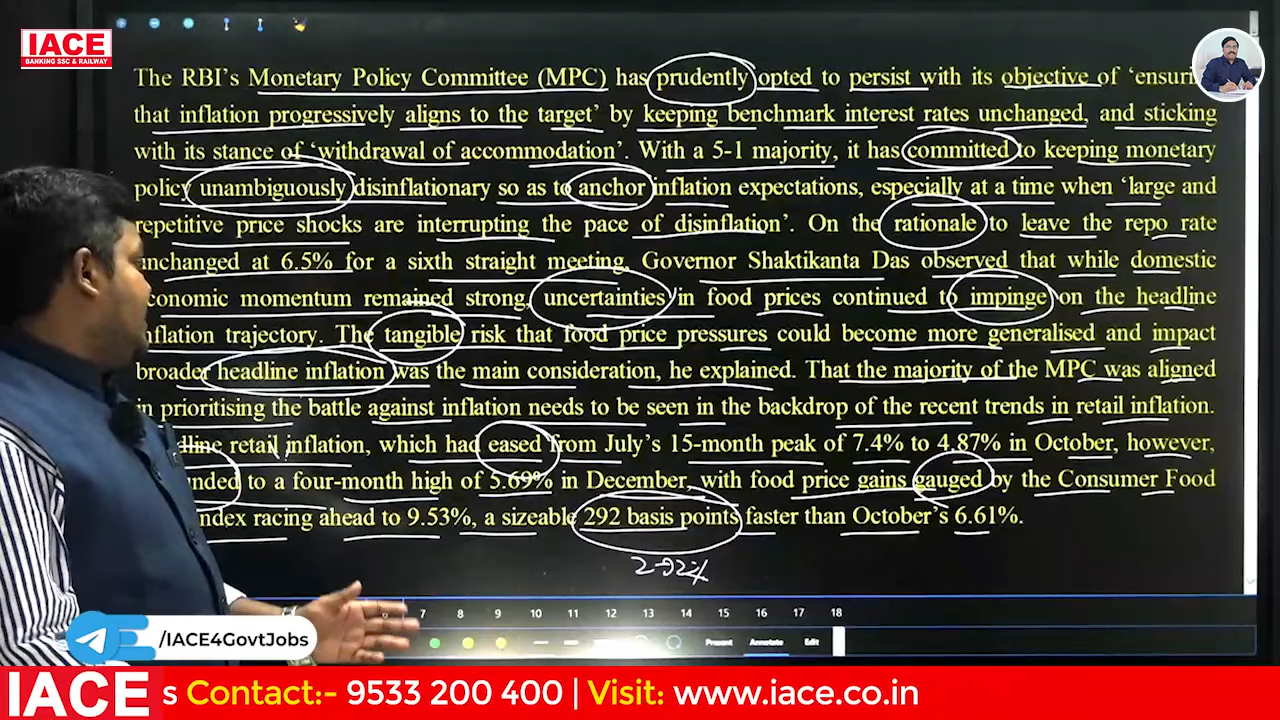 IACE
BANKING SSC & RAILWAY
The RBI's Monetary Policy Committee (MPC) has prudently opted to persist with its objective of 'ensuri
that inflation progressively aligns to the target' by keeping benchmark interest rates unchanged, and sticking
with its stance of 'withdrawal of accommodation'. With a 5-1 majority, it has committed to keeping monetary
policy unambiguously disinflationary so as to anchor inflation expectations, especially at a time when 'large and
repetitive price shocks are interrupting the pace of disinflation'. On the rationale to leave the repo rate
unchanged at 6.5% for a sixth straight meeting, Governor Shaktikanta Das observed that while domestic
conomic momentum remained strong, uncertainties in food prices continued to impinge on the headline
nflation trajectory. The tangible risk that food price pressures could become more generalised and impact
broader headline inflation was the main consideration, he explained. That the majority of the MPC was aligned
in prioritising the battle against inflation needs to be seen in the backdrop of the recent trends in retail inflation.
dline retail inflation, which had eased from July's 15-month peak of 7.4% to 4.87% in October, however,
nded to a four-month high of 5.69% in December, with food price gains gauged by the Consumer Food
ndex racing ahead to 9.53%, a sizeable 292 basis points faster than October's 6.61%.
2.92%
7 8 9 10 11 12 13 14 15 16 17 18
Present Annotate Edit
/IACE4GovtJobs
IACE s Contact:- 9533 200 400 | Visit: www.iace.co.in